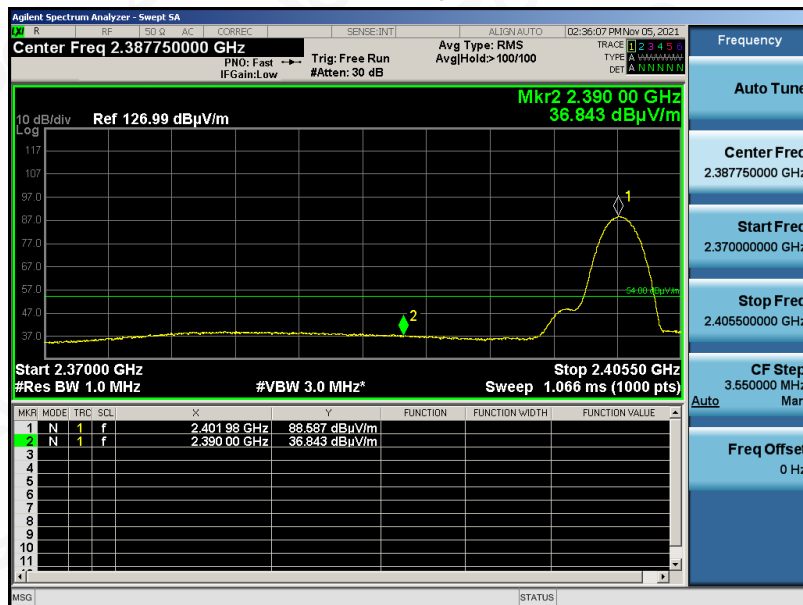 Agilent Spectrum Analyzer - Swept SA
R RF 50 Ω AC CORREC SENSE:INT ALIGN AUTO 02:36:07 PM Nov 05, 2021
Center Freq 2.387750000 GHz
PNO: Fast
IFGain:Low
Trig: Free Run
#Atten: 30 dB
Avg Type: RMS
Avg|Hold:>100/100
TRACE 1 2 3 4 5 6
TYPE A WWWWW
DET A N N N N N
Mkr2 2.390 00 GHz
36.843 dBµV/m
10 dB/div Ref 126.99 dBµV/m
Log
117
107
97.0
87.0
77.0
67.0
57.0
47.0
37.0
1
54.00 dBµV/m
2
Start 2.37000 GHz Stop 2.40550 GHz
#Res BW 1.0 MHz #VBW 3.0 MHz* Sweep 1.066 ms (1000 pts)
MKR MODE TRC SCL X Y FUNCTION FUNCTION WIDTH FUNCTION VALUE
1 N 1 f 2.401 98 GHz 88.587 dBµV/m
2 N 1 f 2.390 00 GHz 36.843 dBµV/m
3
4
5
6
7
8
9
10
11
MSG STATUS
Frequency
Auto Tune
Center Freq
2.387750000 GHz
Start Freq
2.370000000 GHz
Stop Freq
2.405500000 GHz
CF Step
3.550000 MHz
Auto Man
Freq Offset
0 Hz